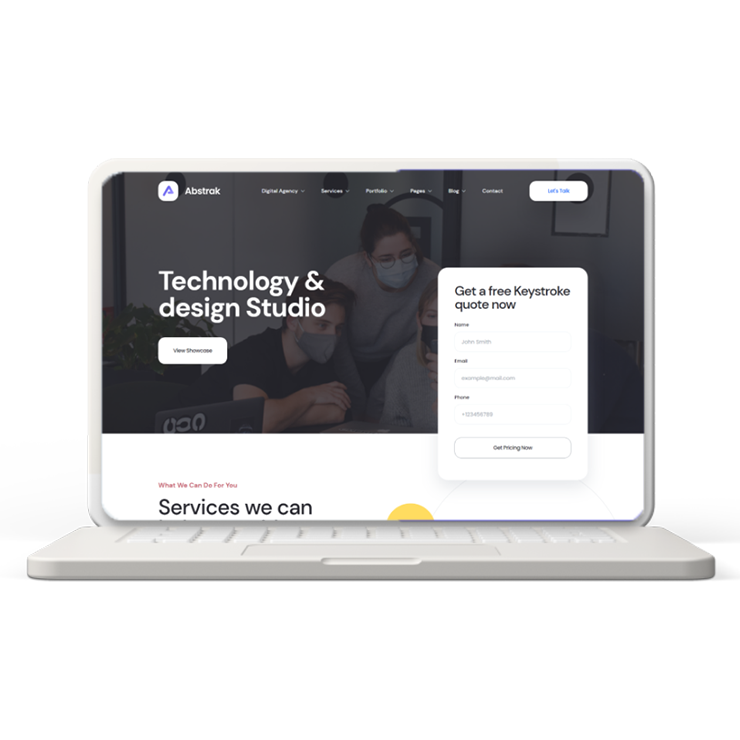 Abstrak
Digital Agency
Services
Portfolio
Pages
Blog
Contact
Let's Talk
Technology &
design Studio
View Showcase
Get a free Keystroke
quote now
Name
John Smith
Email
example@mail.com
Phone
+123456789
Get Pricing Now
What We Can Do For You
Services we can